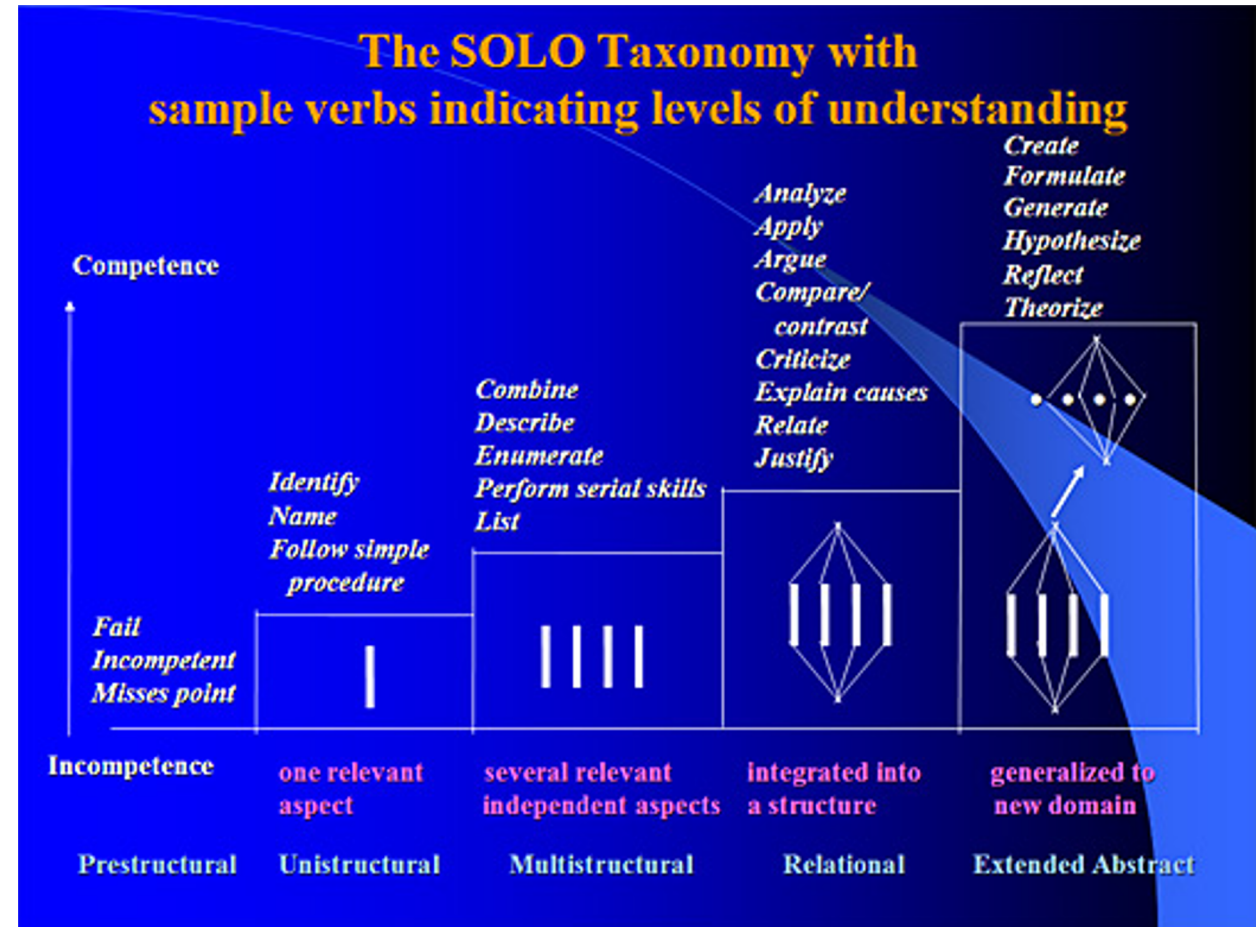 The SOLO Taxonomy with
sample verbs indicating levels of understanding
Competence
Fail
Incompetent
Misses point
Identify
Name
Follow simple
procedure
Combine
Describe
Enumerate
Perform serial skills
List
Analyze
Apply
Argue
Compare/
contrast
Criticize
Explain causes
Relate
Justify
Create
Formulate
Generate
Hypothesize
Reflect
Theorize
Incompetence
one relevant
aspect
several relevant
independent aspects
integrated into
a structure
generalized to
new domain
Prestructural
Unistructural
Multistructural
Relational
Extended Abstract